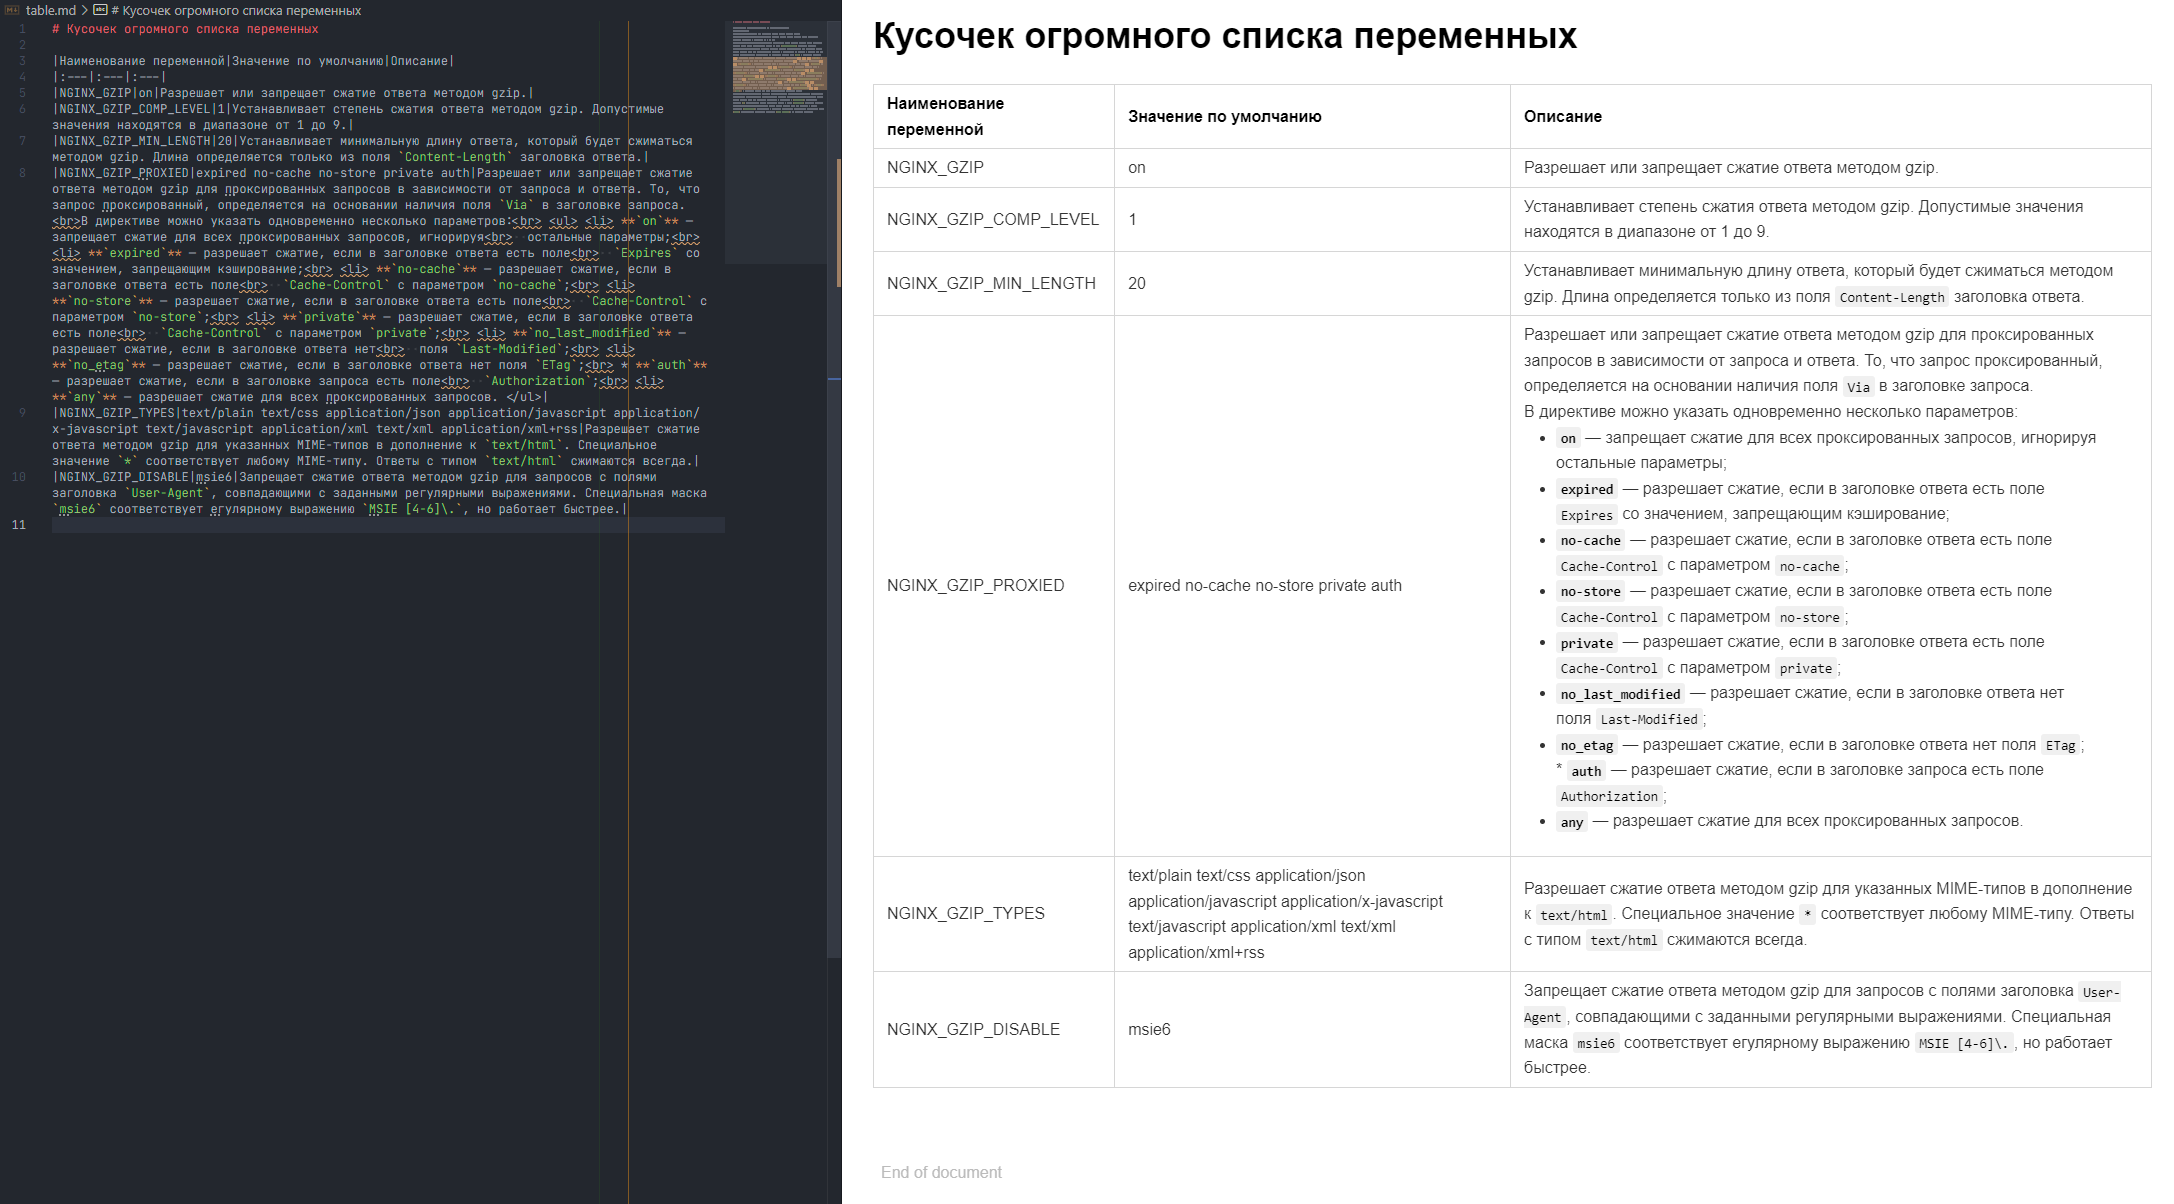 table.md > # Кусочек огромного списка переменных
1 # Кусочек огромного списка переменных
2
3 |Наименование переменной|Значение по умолчанию|Описание|
4 |:---|:---|:---|
5 |NGINX_GZIP|on|Разрешает или запрещает сжатие ответа методом gzip.|
6 |NGINX_GZIP_COMP_LEVEL|1|Устанавливает степень сжатия ответа методом gzip. Допустимые
значения находятся в диапазоне от 1 до 9.|
7 |NGINX_GZIP_MIN_LENGTH|20|Устанавливает минимальную длину ответа, который будет сжиматься
методом gzip. Длина определяется только из поля `Content-Length` заголовка ответа.|
8 |NGINX_GZIP_PROXIED|expired no-cache no-store private auth|Разрешает или запрещает сжатие
ответа методом gzip для проксированных запросов в зависимости от запроса и ответа. То, что
запрос проксированный, определяется на основании наличия поля `Via` в заголовке запроса.
<br>В директиве можно указать одновременно несколько параметров:<br> <ul> <li> **`on`** —
запрещает сжатие для всех проксированных запросов, игнорируя<br>  остальные параметры;<br>
<li> **`expired`** — разрешает сжатие, если в заголовке ответа есть поле<br>  `Expires` со
значением, запрещающим кэширование;<br> <li> **`no-cache`** — разрешает сжатие, если в
заголовке ответа есть поле<br>  `Cache-Control` с параметром `no-cache`;<br> <li>
**`no-store`** — разрешает сжатие, если в заголовке ответа есть поле<br>  `Cache-Control` с
параметром `no-store`;<br> <li> **`private`** — разрешает сжатие, если в заголовке ответа
есть поле<br>  `Cache-Control` с параметром `private`;<br> <li> **`no_last_modified`** —
разрешает сжатие, если в заголовке ответа нет<br>  поля `Last-Modified`;<br> <li>
**`no_etag`** — разрешает сжатие, если в заголовке ответа нет поля `ETag`;<br> * **`auth`**
— разрешает сжатие, если в заголовке запроса есть поле<br>  `Authorization`;<br> <li>
**`any`** — разрешает сжатие для всех проксированных запросов. </ul>|
9 |NGINX_GZIP_TYPES|text/plain text/css application/json application/javascript application/
x-javascript text/javascript application/xml text/xml application/xml+rss|Разрешает сжатие
ответа методом gzip для указанных MIME-типов в дополнение к `text/html`. Специальное
значение `*` соответствует любому MIME-типу. Ответы с типом `text/html` сжимаются всегда.|
10 |NGINX_GZIP_DISABLE|msie6|Запрещает сжатие ответа методом gzip для запросов с полями
заголовка `User-Agent`, совпадающими с заданными регулярными выражениями. Специальная маска
`msie6` соответствует егулярному выражению `MSIE [4-6]\.`, но работает быстрее.|
11
Кусочек огромного списка переменных
Наименование
переменной
Значение по умолчанию
Описание
NGINX_GZIP
on
Разрешает или запрещает сжатие ответа методом gzip.
NGINX_GZIP_COMP_LEVEL
1
Устанавливает степень сжатия ответа методом gzip. Допустимые значения
находятся в диапазоне от 1 до 9.
NGINX_GZIP_MIN_LENGTH
20
Устанавливает минимальную длину ответа, который будет сжиматься методом
gzip. Длина определяется только из поля Content-Length заголовка ответа.
NGINX_GZIP_PROXIED
expired no-cache no-store private auth
Разрешает или запрещает сжатие ответа методом gzip для проксированных
запросов в зависимости от запроса и ответа. То, что запрос проксированный,
определяется на основании наличия поля Via в заголовке запроса.
В директиве можно указать одновременно несколько параметров:
• on — запрещает сжатие для всех проксированных запросов, игнорируя
остальные параметры;
• expired — разрешает сжатие, если в заголовке ответа есть поле
Expires со значением, запрещающим кэширование;
• no-cache — разрешает сжатие, если в заголовке ответа есть поле
Cache-Control с параметром no-cache;
• no-store — разрешает сжатие, если в заголовке ответа есть поле
Cache-Control с параметром no-store;
• private — разрешает сжатие, если в заголовке ответа есть поле
Cache-Control с параметром private;
• no_last_modified — разрешает сжатие, если в заголовке ответа нет
поля Last-Modified;
• no_etag — разрешает сжатие, если в заголовке ответа нет поля ETag;
* auth — разрешает сжатие, если в заголовке запроса есть поле
Authorization;
• any — разрешает сжатие для всех проксированных запросов.
NGINX_GZIP_TYPES
text/plain text/css application/json
application/javascript application/x-javascript
text/javascript application/xml text/xml
application/xml+rss
Разрешает сжатие ответа методом gzip для указанных MIME-типов в дополнение
к text/html. Специальное значение * соответствует любому MIME-типу. Ответы
с типом text/html сжимаются всегда.
NGINX_GZIP_DISABLE
msie6
Запрещает сжатие ответа методом gzip для запросов с полями заголовка User-
Agent, совпадающими с заданными регулярными выражениями. Специальная
маска msie6 соответствует егулярному выражению MSIE [4-6]\., но работает
быстрее.
End of document